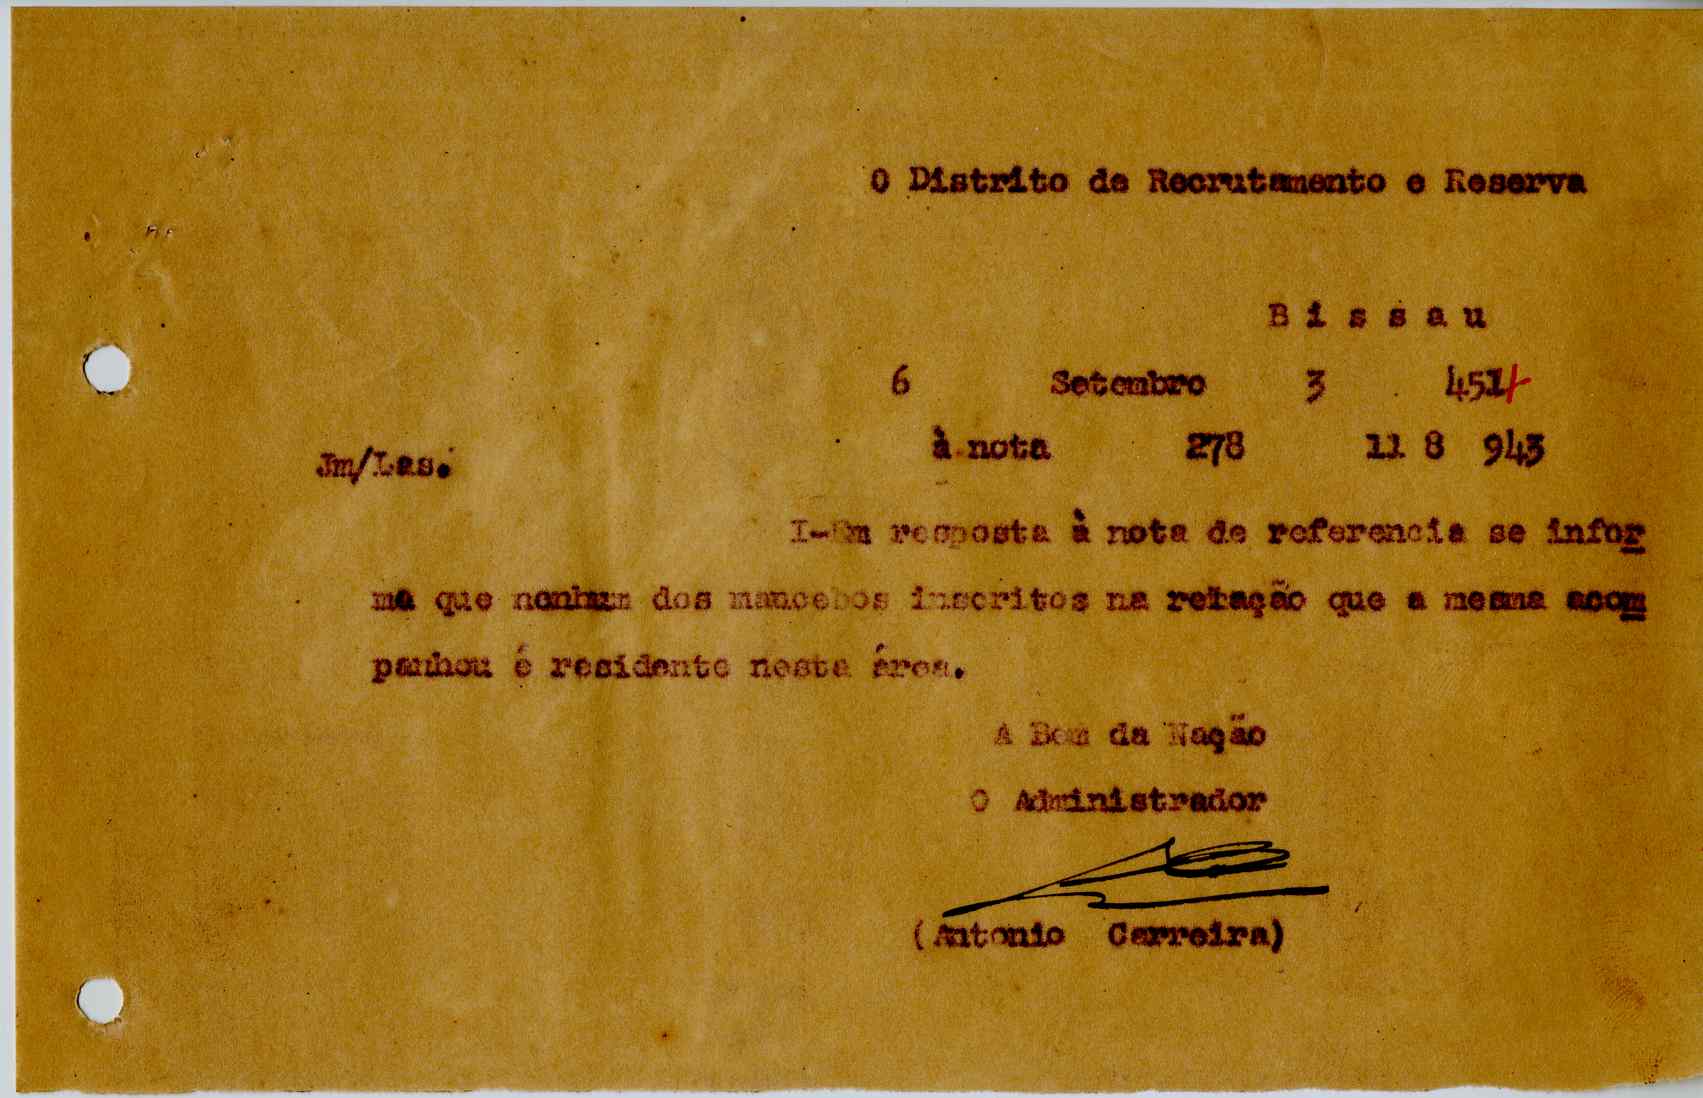 O Distrito de Recrutamento e Reserva
B i s s a u
6 Setembro 3 451
à nota 278 11 8 943
Jm/Las.
I-Em resposta à nota de referencia se infor
ma que nenhum dos mancebos inscritos na relação que a mesma acom
panhou é residente nesta área.
A Bem da Nação
O Administrador
(Antonio Carreira)